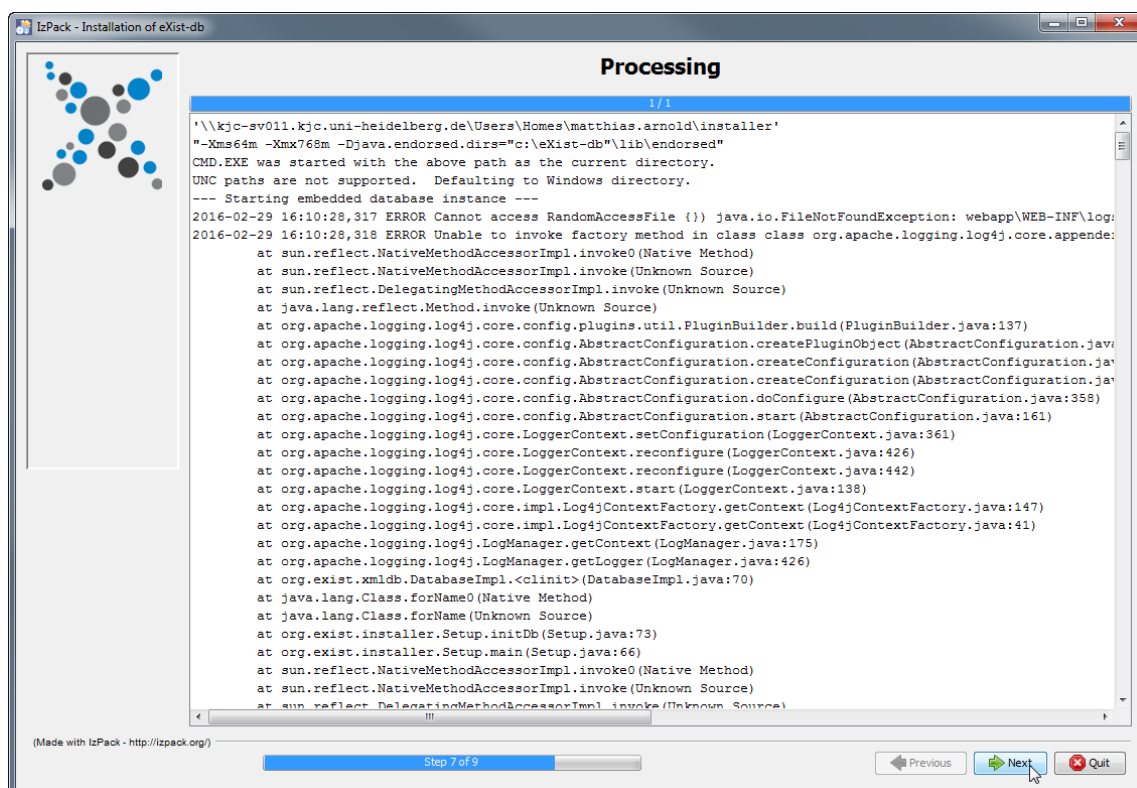 IzPack - Installation of eXist-db
Processing
1 / 1
'\\kjc-sv011.kjc.uni-heidelberg.de\Users\Homes\matthias.arnold\installer'
"-Xms64m -Xmx768m -Djava.endorsed.dirs="c:\eXist-db"\lib\endorsed"
CMD.EXE was started with the above path as the current directory.
UNC paths are not supported.  Defaulting to Windows directory.
--- Starting embedded database instance ---
2016-02-29 16:10:28,317 ERROR Cannot access RandomAccessFile {}) java.io.FileNotFoundException: webapp\WEB-INF\logs
2016-02-29 16:10:28,318 ERROR Unable to invoke factory method in class class org.apache.logging.log4j.core.appender
at sun.reflect.NativeMethodAccessorImpl.invoke0(Native Method)
at sun.reflect.NativeMethodAccessorImpl.invoke(Unknown Source)
at sun.reflect.DelegatingMethodAccessorImpl.invoke(Unknown Source)
at java.lang.reflect.Method.invoke(Unknown Source)
at org.apache.logging.log4j.core.config.plugins.util.PluginBuilder.build(PluginBuilder.java:137)
at org.apache.logging.log4j.core.config.AbstractConfiguration.createPluginObject(AbstractConfiguration.java
at org.apache.logging.log4j.core.config.AbstractConfiguration.createConfiguration(AbstractConfiguration.jav
at org.apache.logging.log4j.core.config.AbstractConfiguration.createConfiguration(AbstractConfiguration.jav
at org.apache.logging.log4j.core.config.AbstractConfiguration.doConfigure(AbstractConfiguration.java:358)
at org.apache.logging.log4j.core.config.AbstractConfiguration.start(AbstractConfiguration.java:161)
at org.apache.logging.log4j.core.LoggerContext.setConfiguration(LoggerContext.java:361)
at org.apache.logging.log4j.core.LoggerContext.reconfigure(LoggerContext.java:426)
at org.apache.logging.log4j.core.LoggerContext.reconfigure(LoggerContext.java:442)
at org.apache.logging.log4j.core.LoggerContext.start(LoggerContext.java:138)
at org.apache.logging.log4j.core.impl.Log4jContextFactory.getContext(Log4jContextFactory.java:147)
at org.apache.logging.log4j.core.impl.Log4jContextFactory.getContext(Log4jContextFactory.java:41)
at org.apache.logging.log4j.LogManager.getContext(LogManager.java:175)
at org.apache.logging.log4j.LogManager.getLogger(LogManager.java:426)
at org.exist.xmldb.DatabaseImpl.<clinit>(DatabaseImpl.java:70)
at java.lang.Class.forName0(Native Method)
at java.lang.Class.forName(Unknown Source)
at org.exist.installer.Setup.initDb(Setup.java:73)
at org.exist.installer.Setup.main(Setup.java:66)
at sun.reflect.NativeMethodAccessorImpl.invoke0(Native Method)
at sun.reflect.NativeMethodAccessorImpl.invoke(Unknown Source)
at sun.reflect.DelegatingMethodAccessorImpl.invoke(Unknown Source)
(Made with IzPack - http://izpack.org/)
Step 7 of 9
Previous
Next
Quit